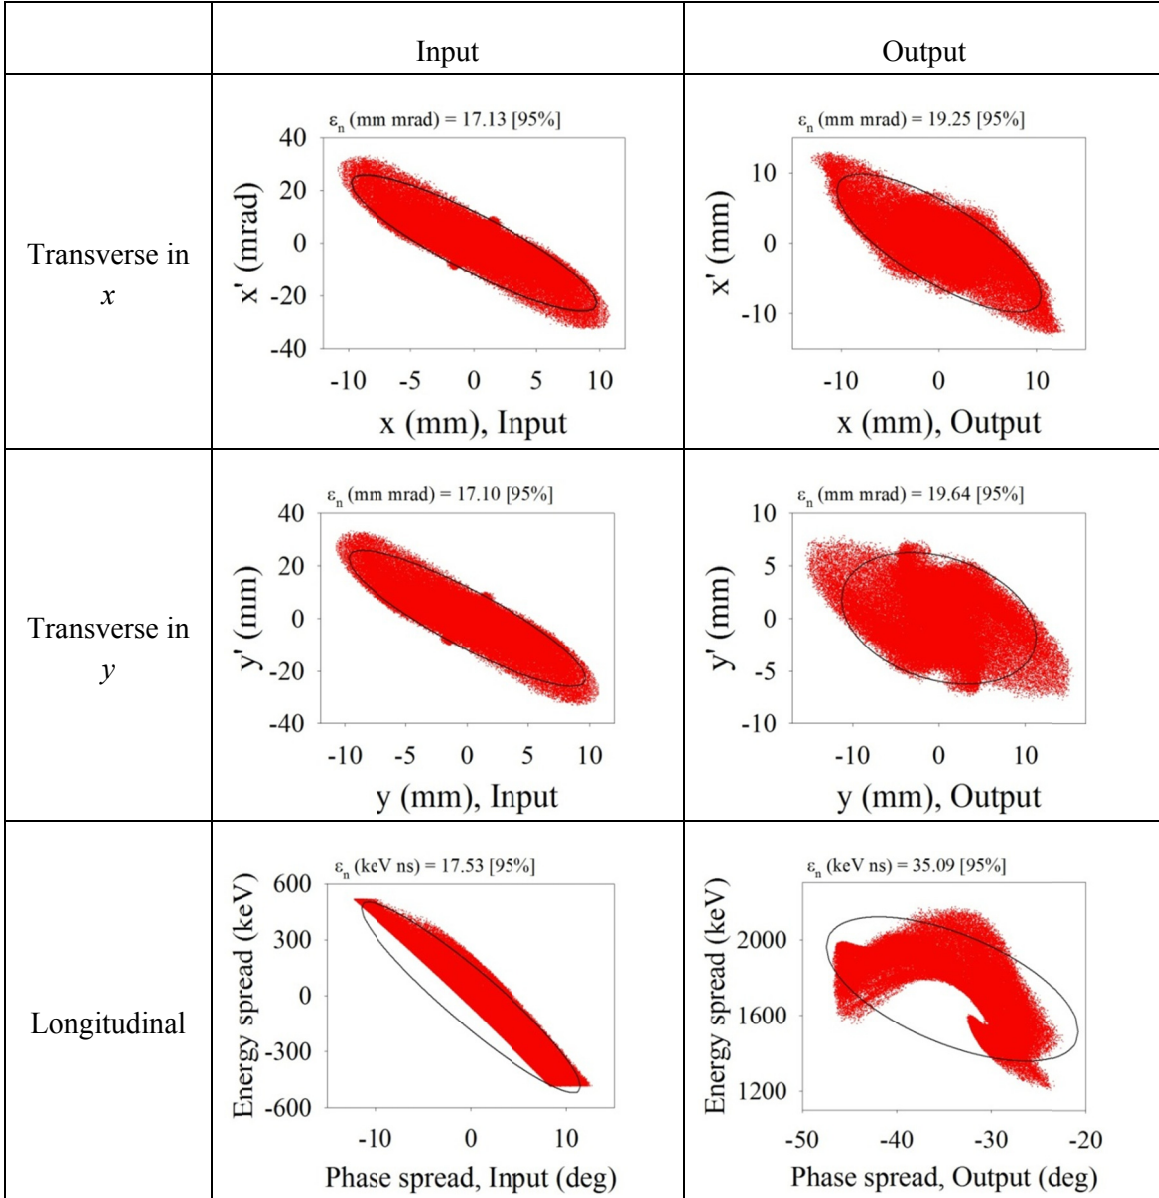 Input
Output
Transverse in
x
εn (mm mrad) = 17.13 [95%]
40
20
0
-20
-40
x' (mrad)
-10 -5 0 5 10
x (mm), Input
εn (mm mrad) = 19.25 [95%]
10
0
-10
x' (mm)
-10 0 10
x (mm), Output
Transverse in
y
εn (mm mrad) = 17.10 [95%]
40
20
0
-20
-40
y' (mm)
-10 -5 0 5 10
y (mm), Input
εn (mm mrad) = 19.64 [95%]
10
5
0
-5
-10
y' (mm)
-10 0 10
y (mm), Output
Longitudinal
εn (keV ns) = 17.53 [95%]
600
300
0
-300
-600
Energy spread (keV)
-10 0 10
Phase spread, Input (deg)
εn (keV ns) = 35.09 [95%]
2000
1600
1200
Energy spread (keV)
-50 -40 -30 -20
Phase spread, Output (deg)